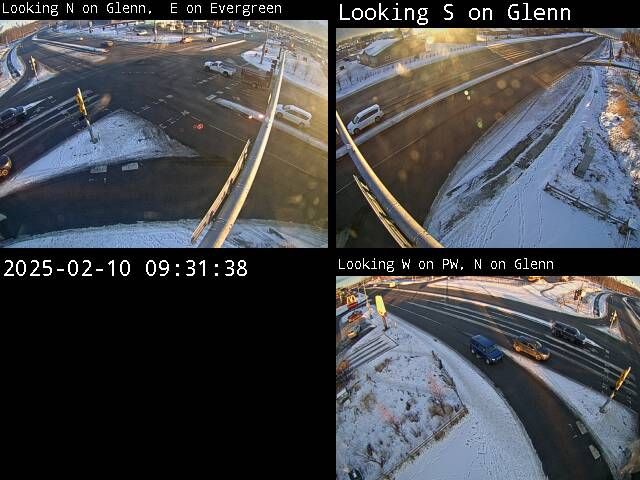 Looking N on Glenn,  E on Evergreen
Looking S on Glenn
2025-02-10 09:31:38
Looking W on PW, N on Glenn